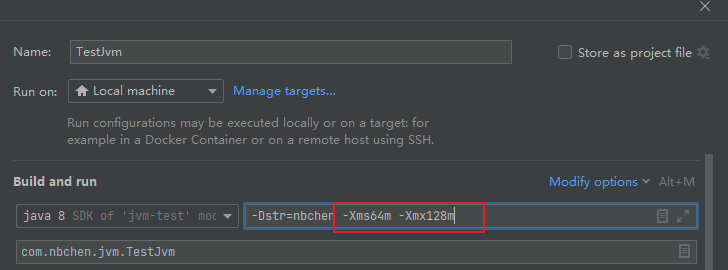 Name: TestJvm Store as project file
Run on: Local machine Manage targets...
Run configurations may be executed locally or on a target: for
example in a Docker Container or on a remote host using SSH.
Build and run Modify options Alt+M
java 8 SDK of 'jvm-test' mod -Dstr=nbchen -Xms64m -Xmx128m
com.nbchen.jvm.TestJvm